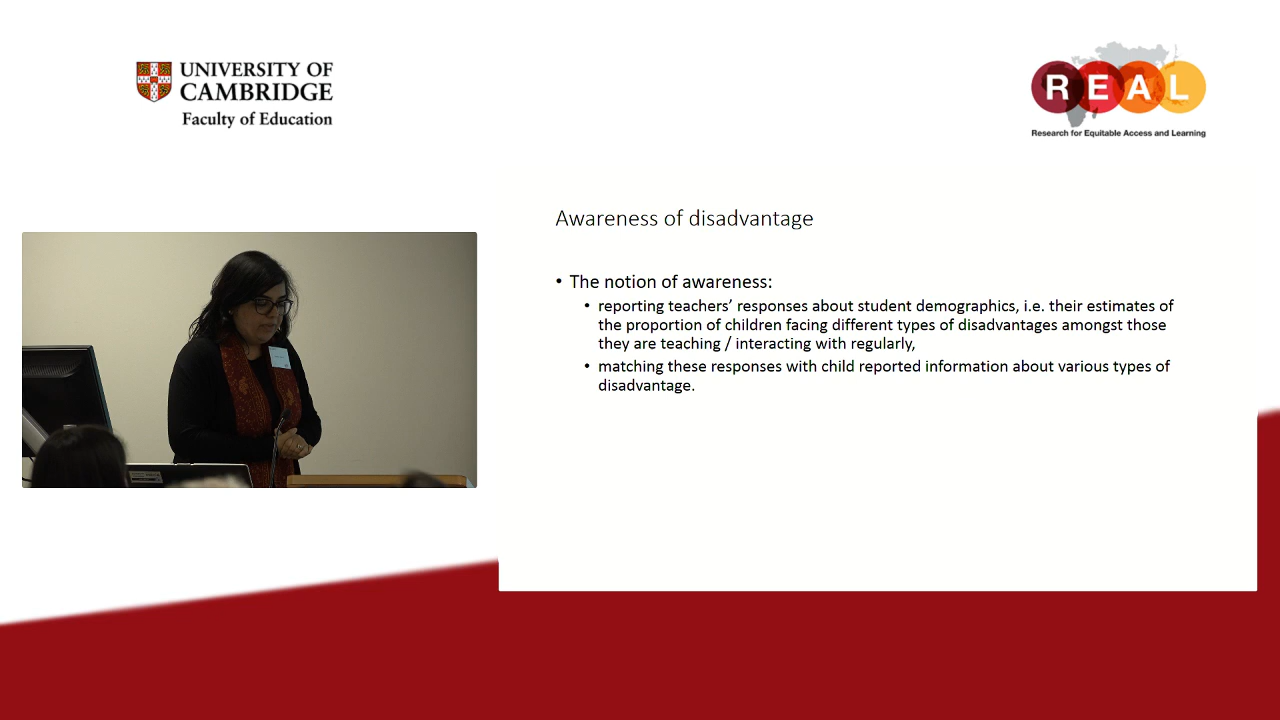 UNIVERSITY OF
CAMBRIDGE
Faculty of Education
REAL
Research for Equitable Access and Learning
Awareness of disadvantage
• The notion of awareness:
• reporting teachers’ responses about student demographics, i.e. their estimates of
the proportion of children facing different types of disadvantages amongst those
they are teaching / interacting with regularly,
• matching these responses with child reported information about various types of
disadvantage.